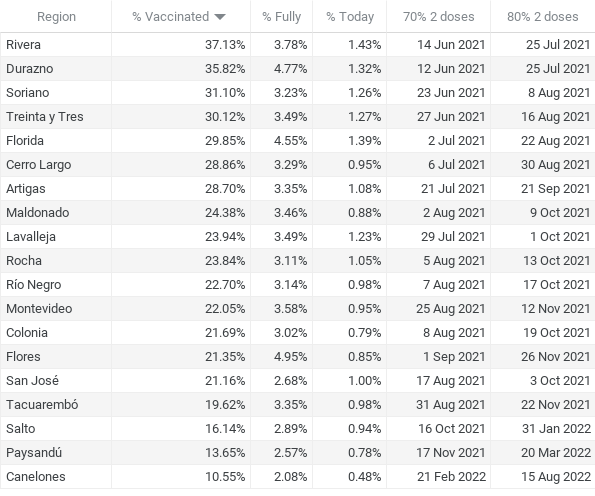 Region % Vaccinated % Fully % Today 70% 2 doses 80% 2 doses
Rivera 37.13% 3.78% 1.43% 14 Jun 2021 25 Jul 2021
Durazno 35.82% 4.77% 1.32% 12 Jun 2021 25 Jul 2021
Soriano 31.10% 3.23% 1.26% 23 Jun 2021 8 Aug 2021
Treinta y Tres 30.12% 3.49% 1.27% 27 Jun 2021 16 Aug 2021
Florida 29.85% 4.55% 1.39% 2 Jul 2021 22 Aug 2021
Cerro Largo 28.86% 3.29% 0.95% 6 Jul 2021 30 Aug 2021
Artigas 28.70% 3.35% 1.08% 21 Jul 2021 21 Sep 2021
Maldonado 24.38% 3.46% 0.88% 2 Aug 2021 9 Oct 2021
Lavalleja 23.94% 3.49% 1.23% 29 Jul 2021 1 Oct 2021
Rocha 23.84% 3.11% 1.05% 5 Aug 2021 13 Oct 2021
Río Negro 22.70% 3.14% 0.98% 7 Aug 2021 17 Oct 2021
Montevideo 22.05% 3.58% 0.95% 25 Aug 2021 12 Nov 2021
Colonia 21.69% 3.02% 0.79% 8 Aug 2021 19 Oct 2021
Flores 21.35% 4.95% 0.85% 1 Sep 2021 26 Nov 2021
San José 21.16% 2.68% 1.00% 17 Aug 2021 3 Oct 2021
Tacuarembó 19.62% 3.35% 0.98% 31 Aug 2021 22 Nov 2021
Salto 16.14% 2.89% 0.94% 16 Oct 2021 31 Jan 2022
Paysandú 13.65% 2.57% 0.78% 17 Nov 2021 20 Mar 2022
Canelones 10.55% 2.08% 0.48% 21 Feb 2022 15 Aug 2022